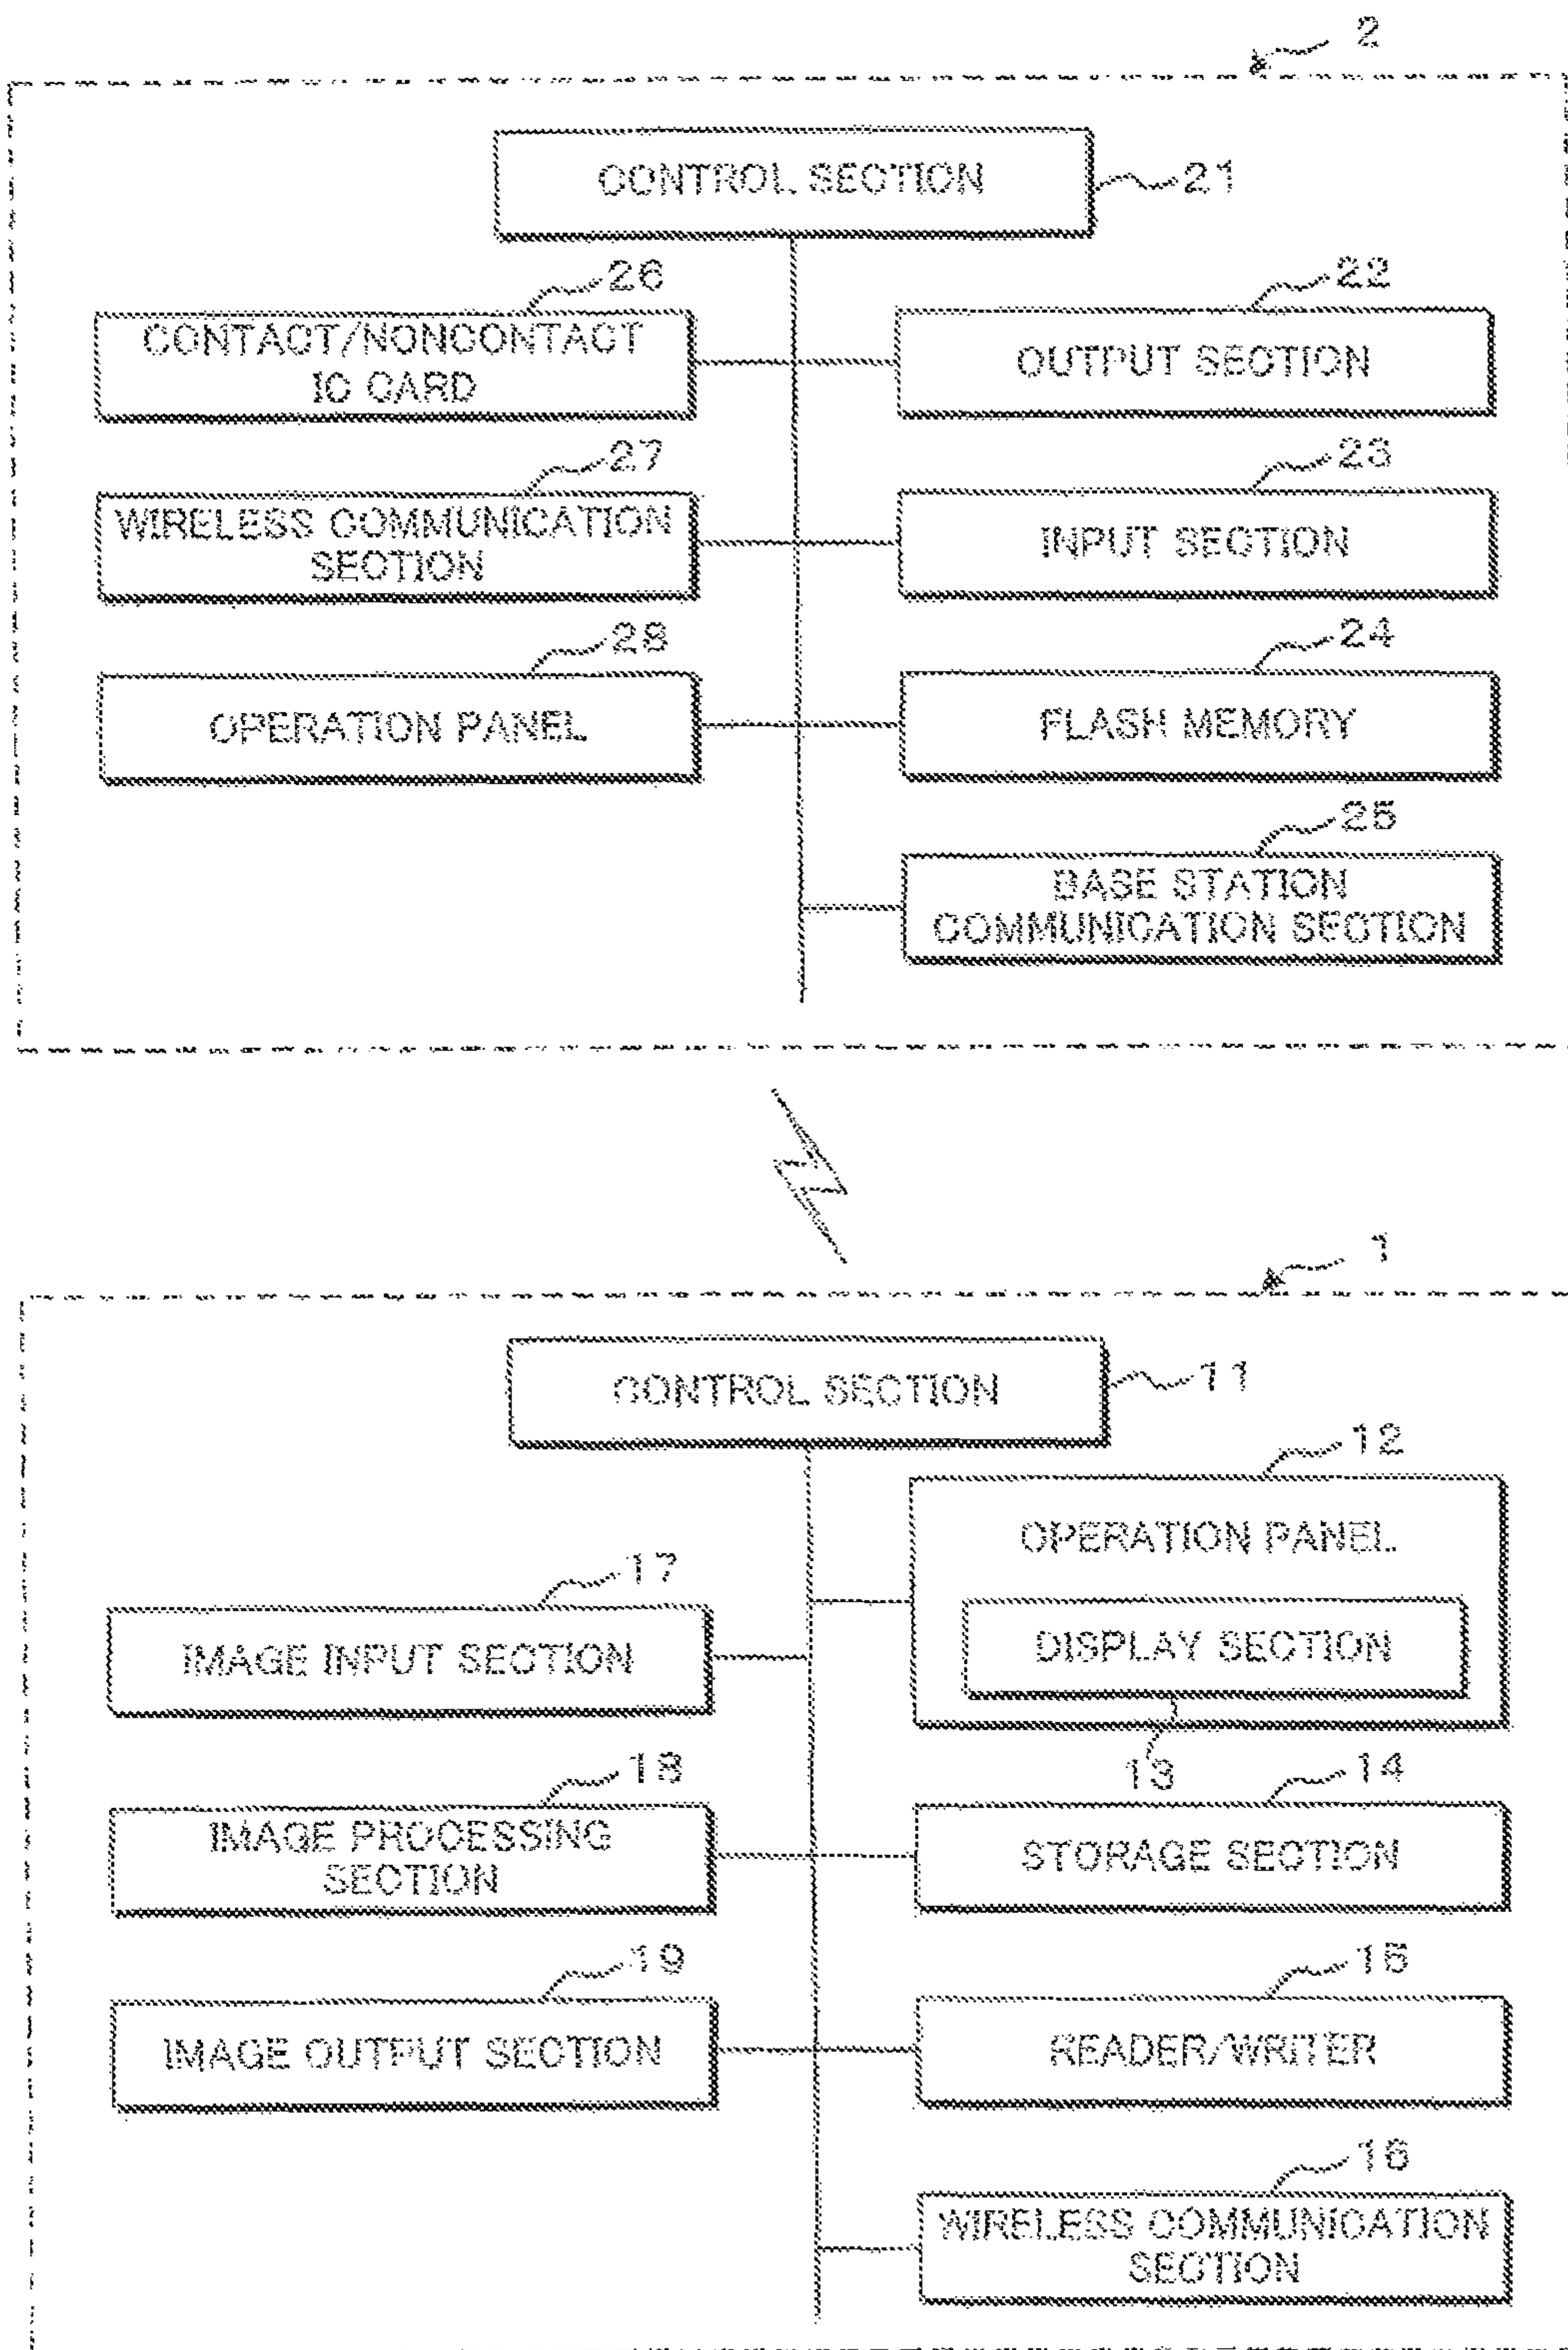 2
CONTROL SECTION
21
26
22
CONTACT/NONCONTACT
IC CARD
OUTPUT SECTION
27
23
WIRELESS COMMUNICATION
SECTION
INPUT SECTION
28
24
OPERATION PANEL
FLASH MEMORY
25
BASE STATION
COMMUNICATION SECTION
1
CONTROL SECTION
11
12
OPERATION PANEL
17
IMAGE INPUT SECTION
DISPLAY SECTION
13
18
14
IMAGE PROCESSING
SECTION
STORAGE SECTION
19
15
IMAGE OUTPUT SECTION
READER/WRITER
16
WIRELESS COMMUNICATION
SECTION